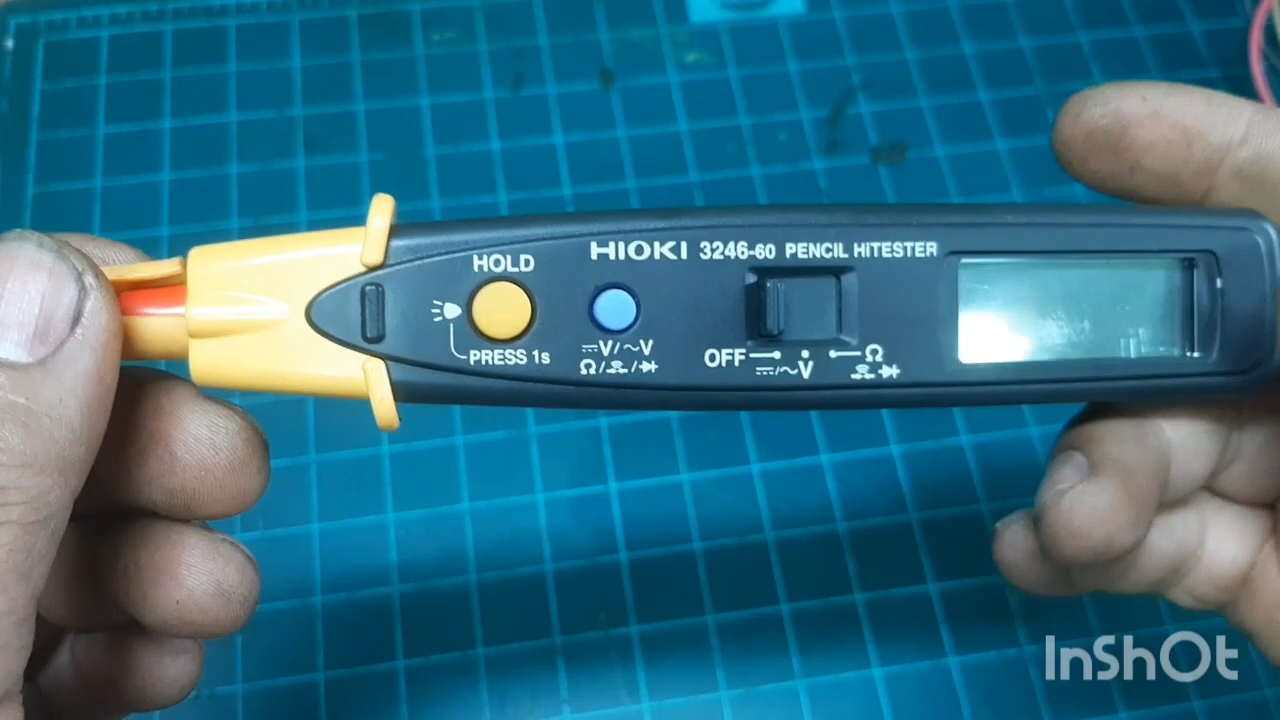 HIOKI 3246-60 PENCIL HITESTER
HOLD
PRESS 1s
⎓V/～V
Ω/ /
OFF
⎓/～V
Ω
InShOt